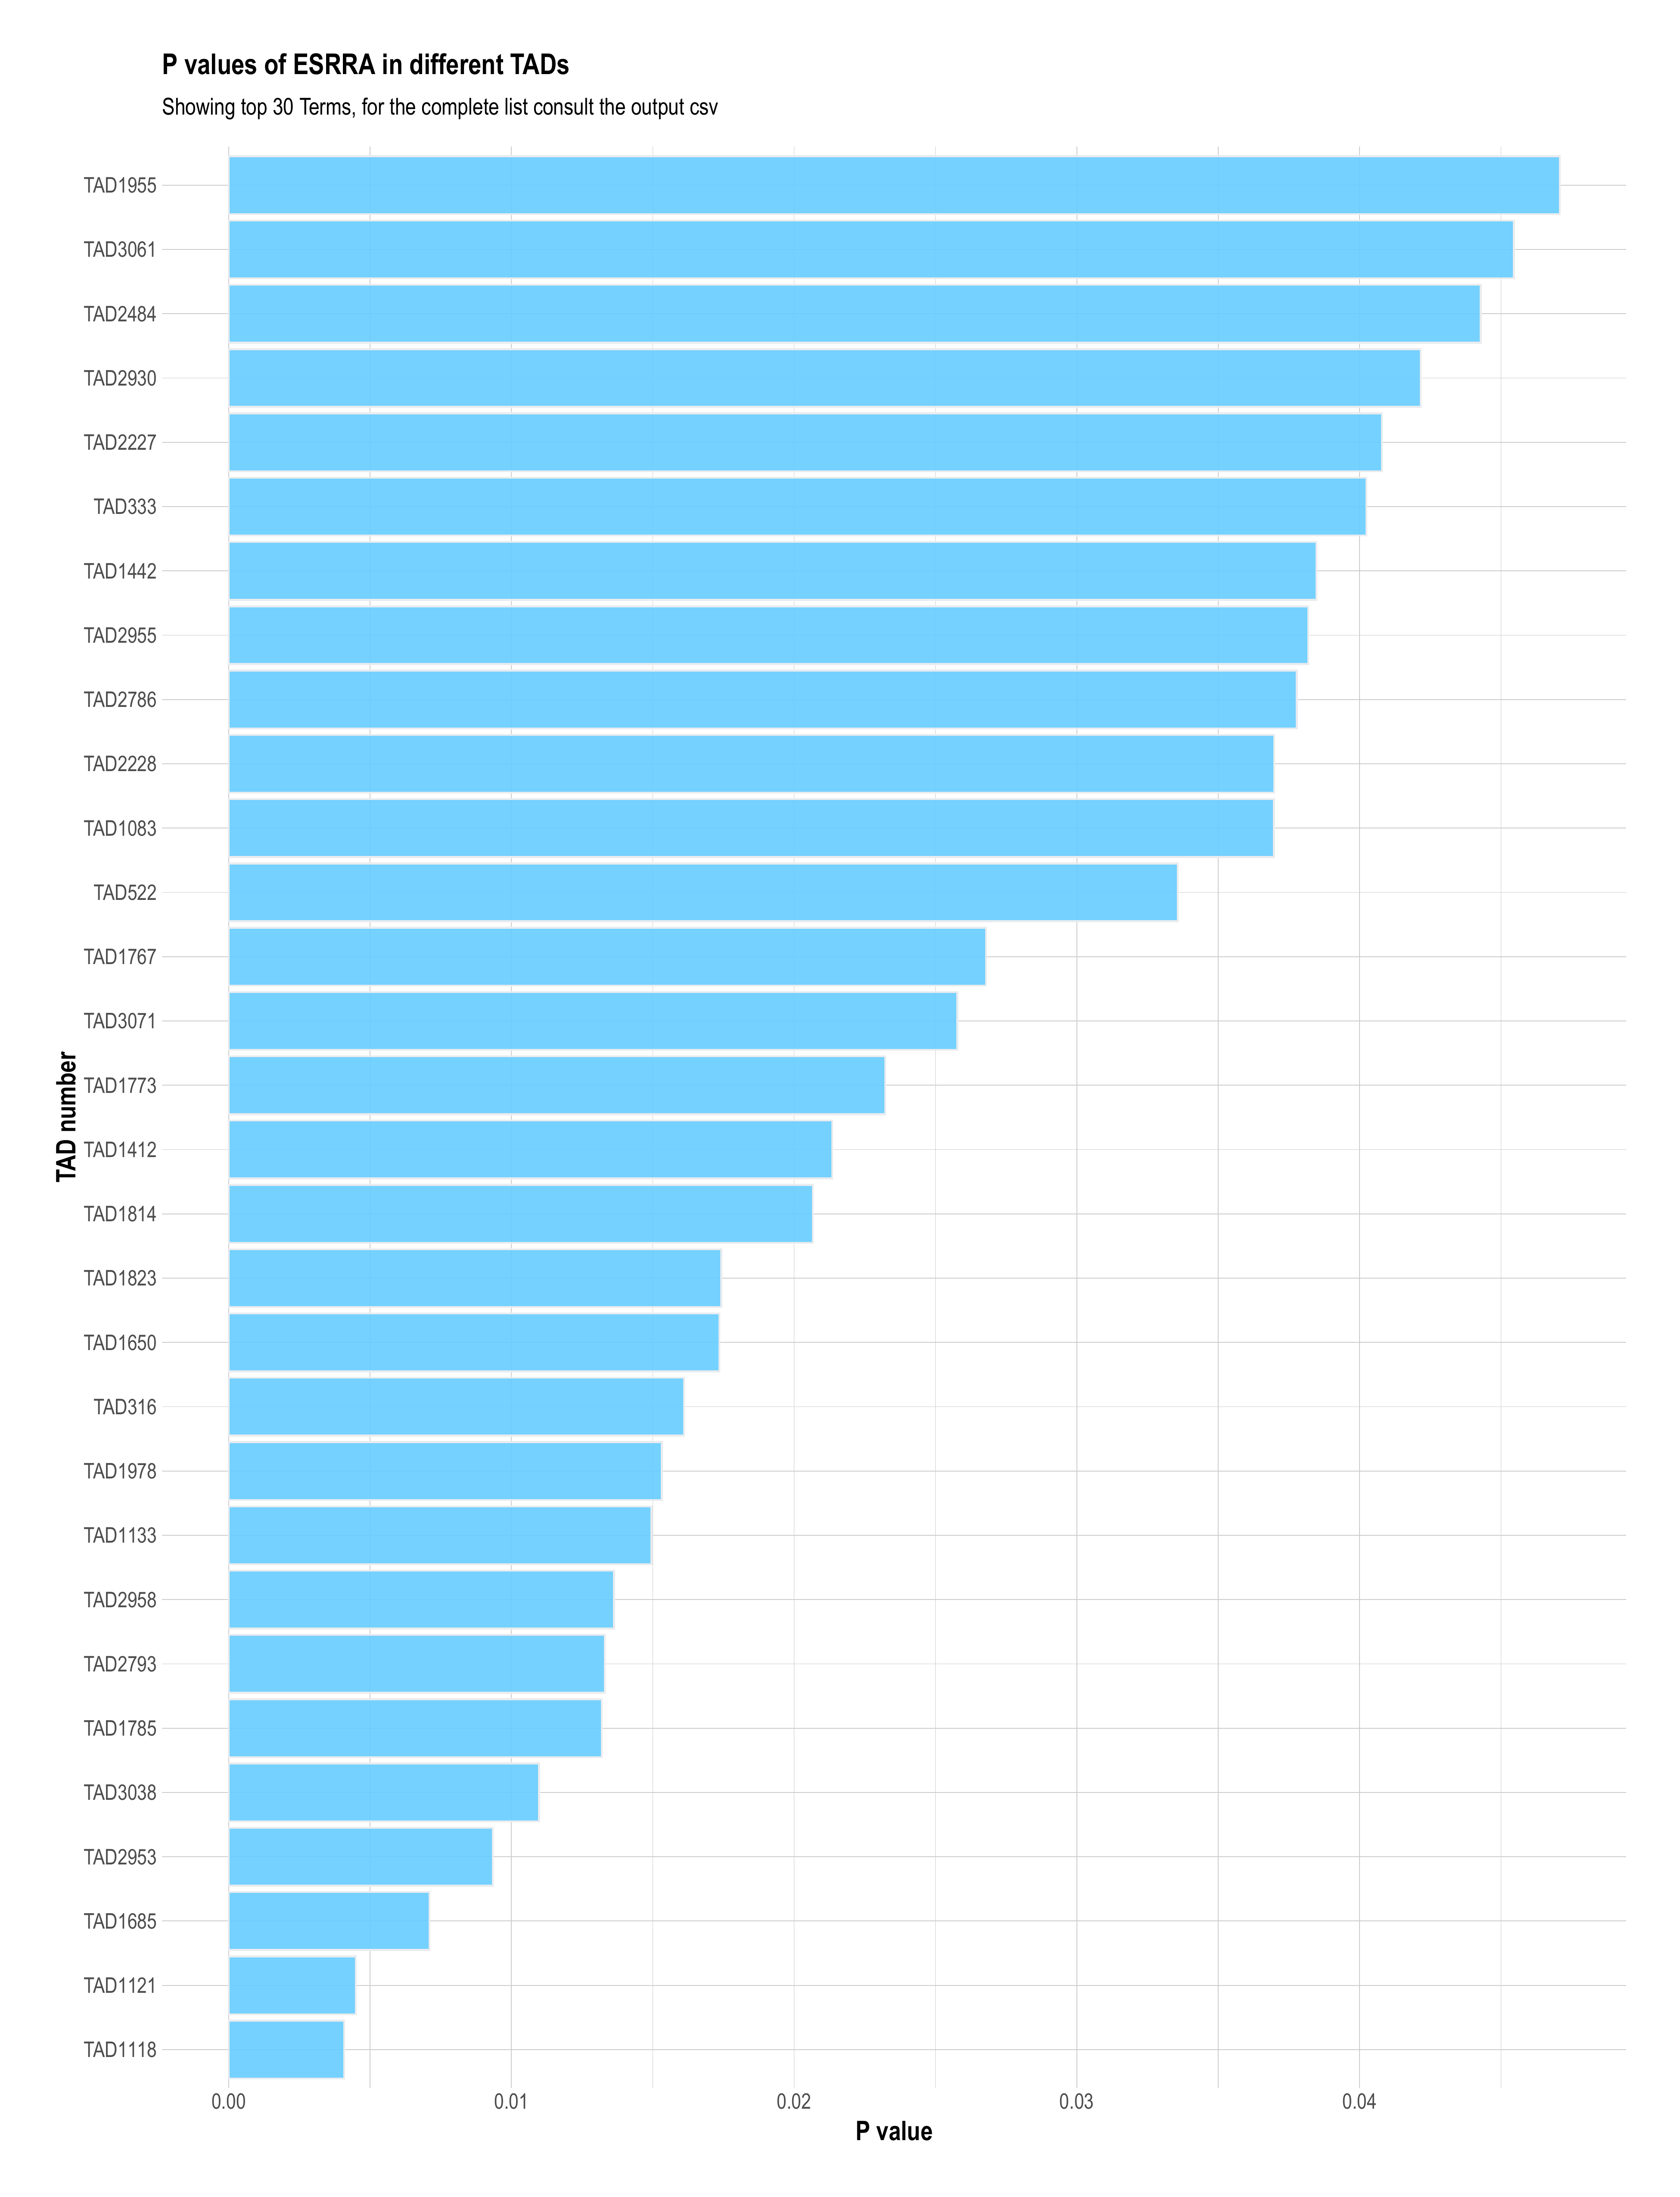 P values of ESRRA in different TADs
Showing top 30 Terms, for the complete list consult the output csv
TAD number
TAD1955
TAD3061
TAD2484
TAD2930
TAD2227
TAD333
TAD1442
TAD2955
TAD2786
TAD2228
TAD1083
TAD522
TAD1767
TAD3071
TAD1773
TAD1412
TAD1814
TAD1823
TAD1650
TAD316
TAD1978
TAD1133
TAD2958
TAD2793
TAD1785
TAD3038
TAD2953
TAD1685
TAD1121
TAD1118
0.00 0.01 0.02 0.03 0.04
P value